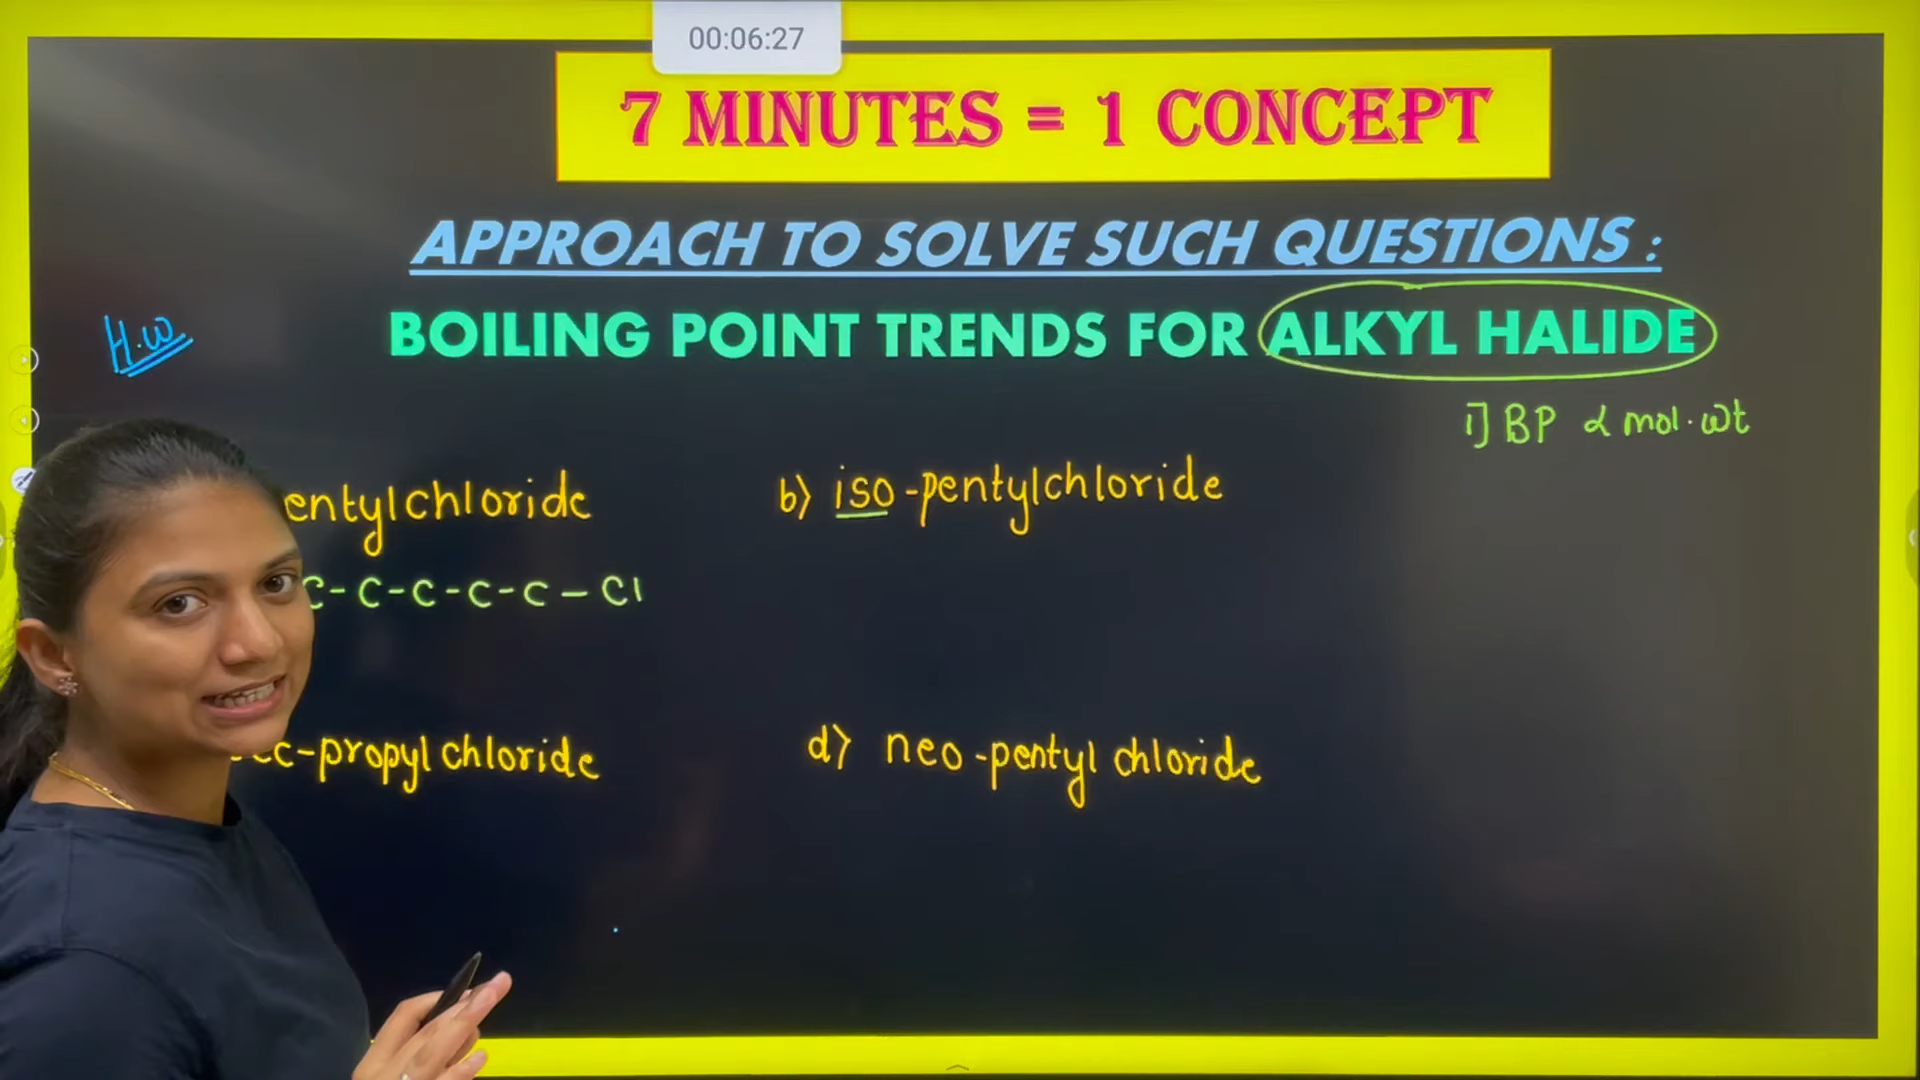 00:06:27
7 MINUTES = 1 CONCEPT
APPROACH TO SOLVE SUCH QUESTIONS :
H.W
BOILING POINT TRENDS FOR ALKYL HALIDE
i] BP α mol. wt
entylchloride
b) iso-pentylchloride
C-C-C-C-C-Cl
c-propyl chloride
d) neo-pentyl chloride